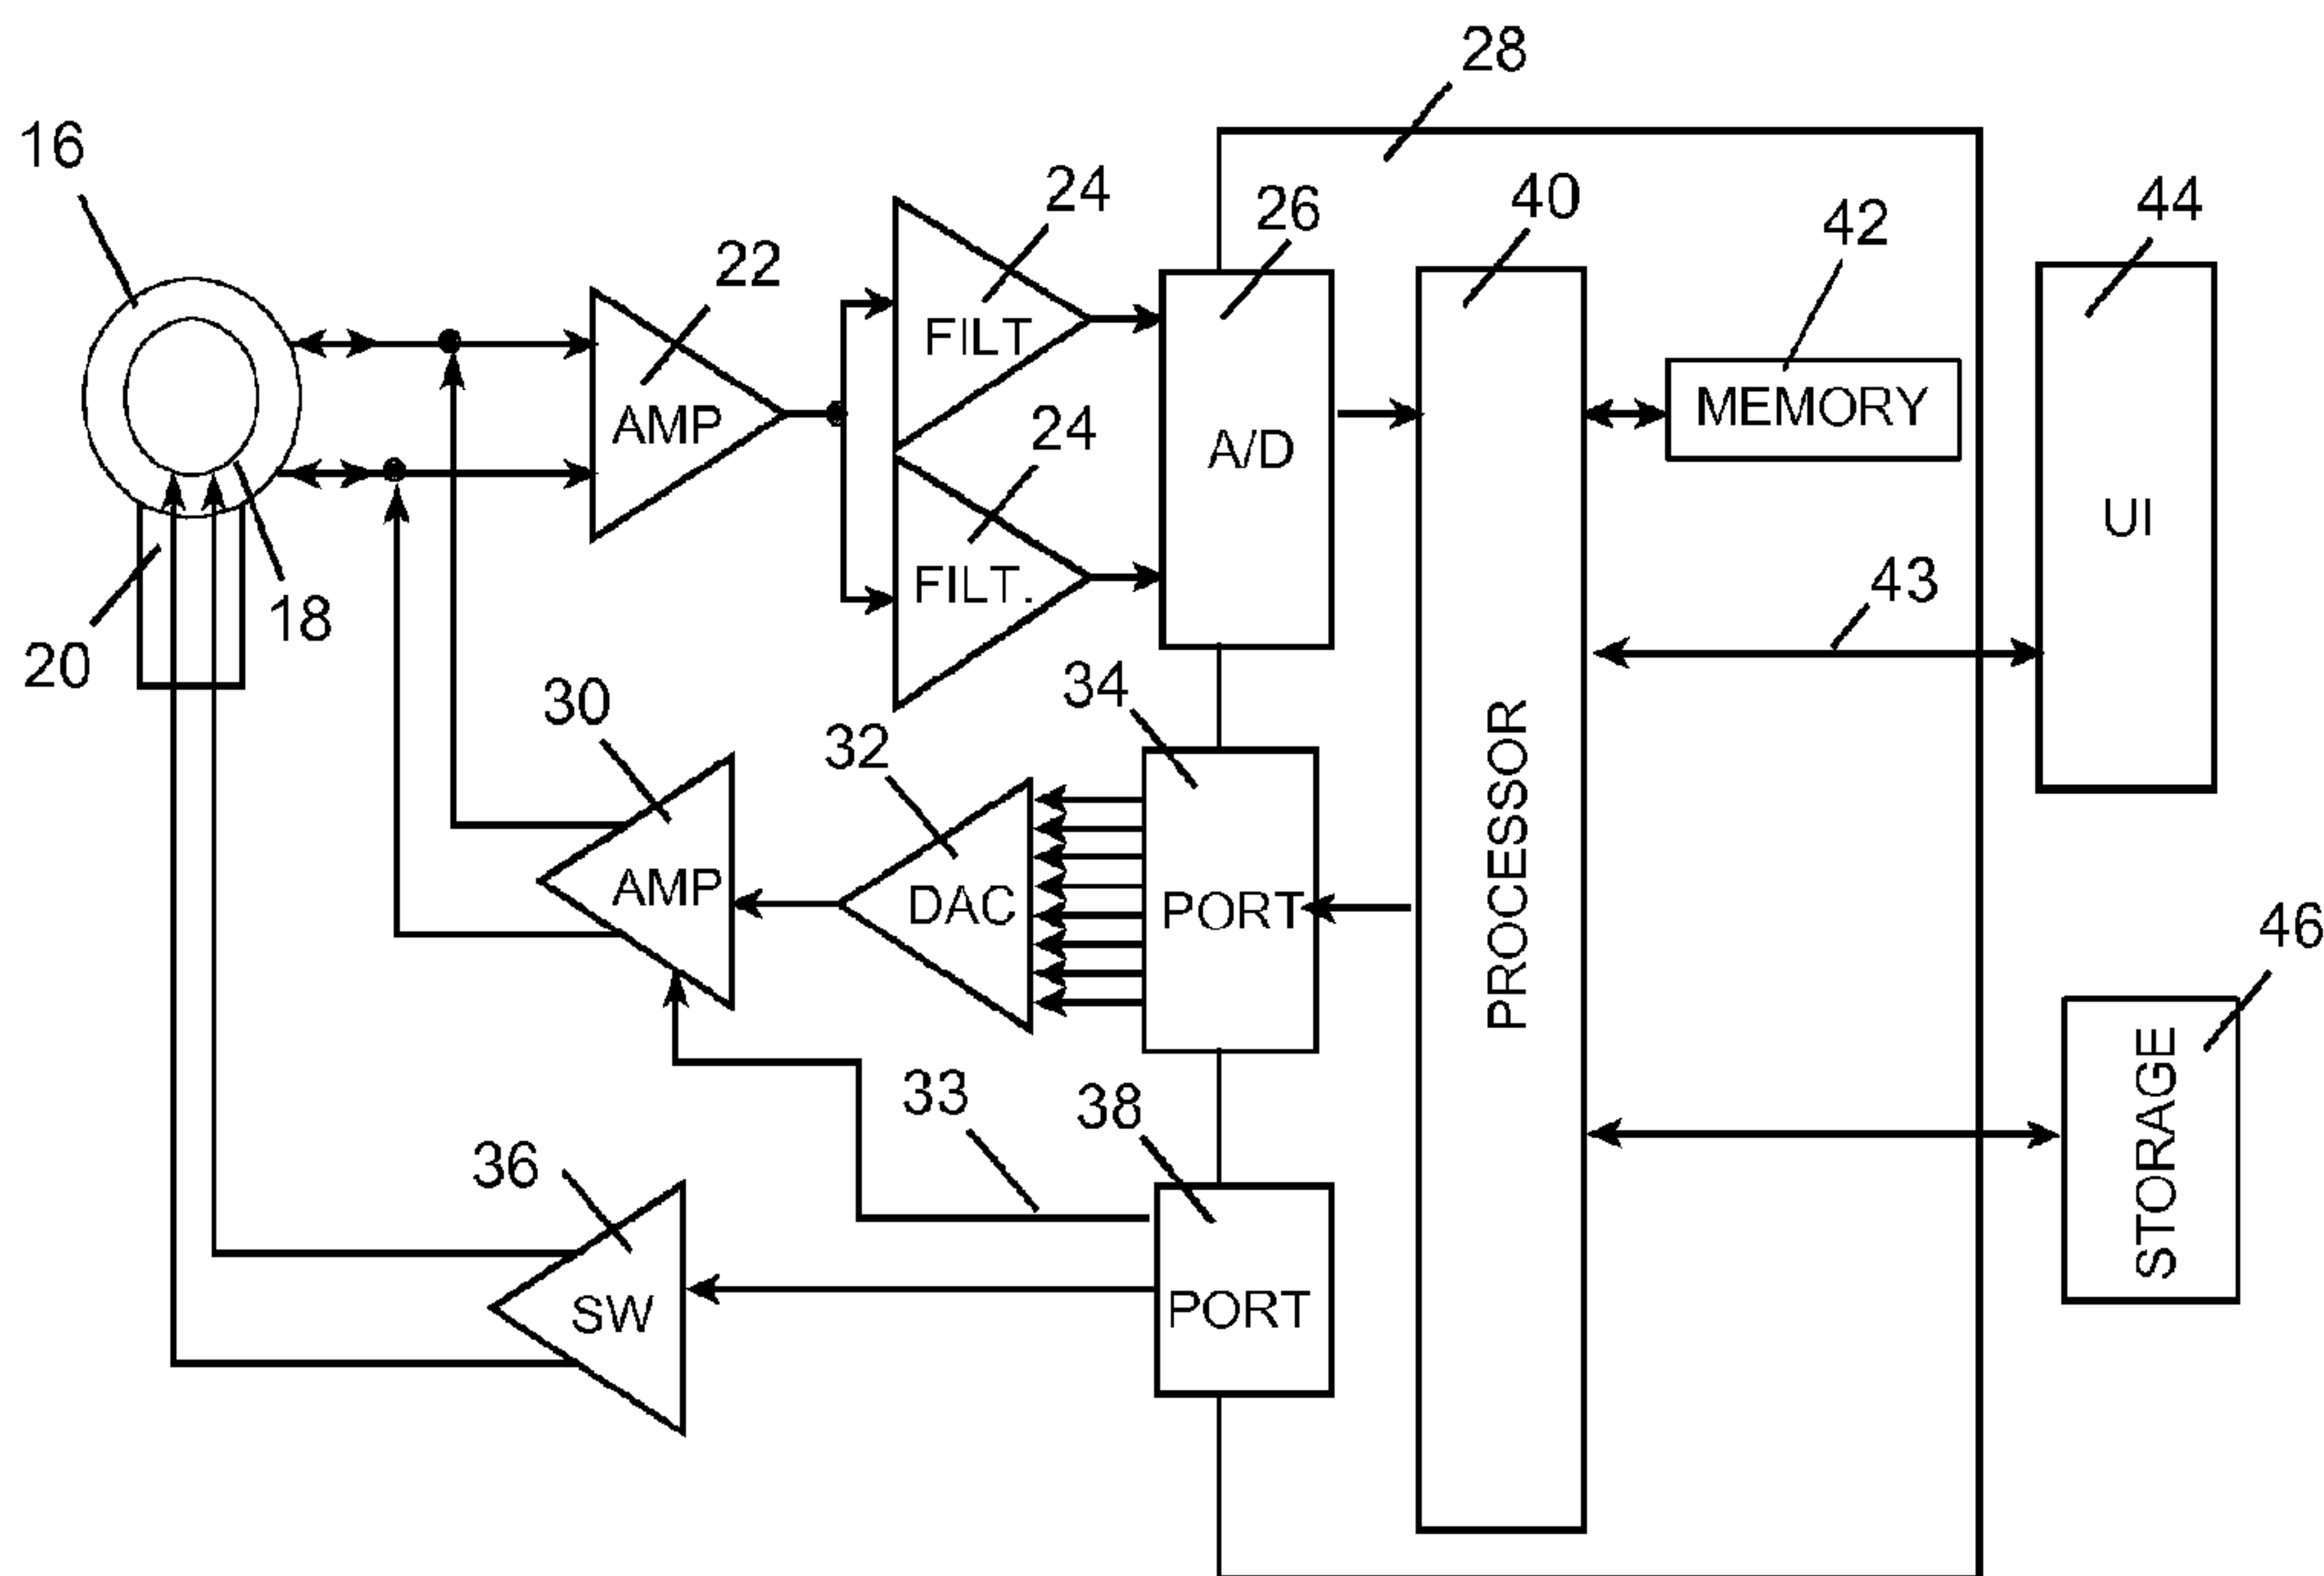 28
16
24
26
40
42
44
22
FILT
MEMORY
AMP
24
A/D
UI
FILT.
43
18
20
34
30
32
PROCESSOR
AMP
DAC
PORT
46
33
38
STORAGE
36
SW
PORT